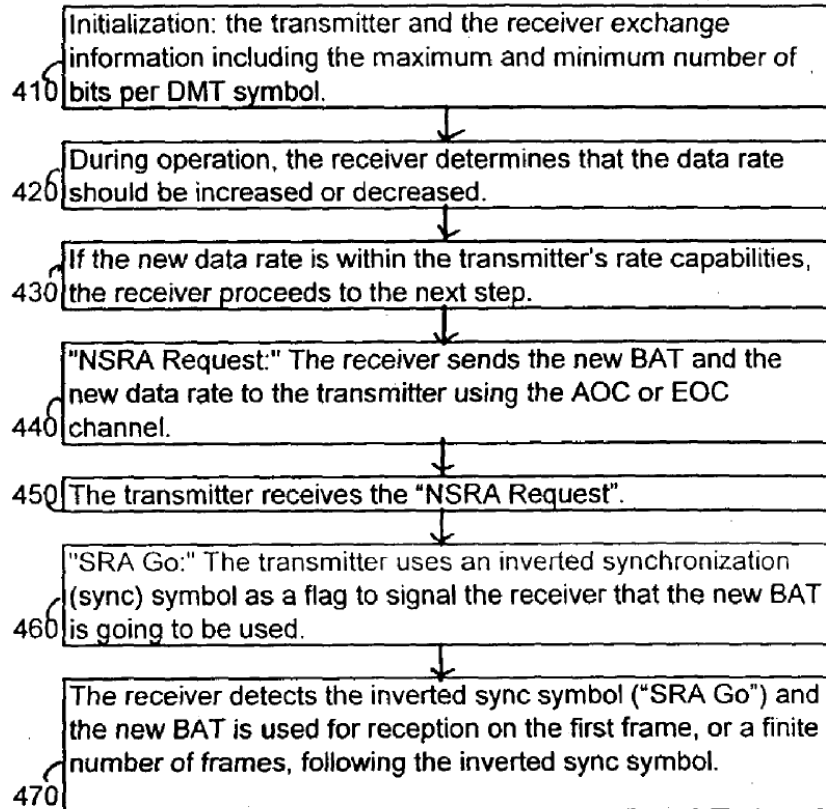 Initialization: the transmitter and the receiver exchange
information including the maximum and minimum number of
410 bits per DMT symbol.
During operation, the receiver determines that the data rate
420 should be increased or decreased.
If the new data rate is within the transmitter's rate capabilities,
430 the receiver proceeds to the next step.
"NSRA Request:" The receiver sends the new BAT and the
new data rate to the transmitter using the AOC or EOC
440 channel.
450 The transmitter receives the "NSRA Request".
"SRA Go:" The transmitter uses an inverted synchronization
(sync) symbol as a flag to signal the receiver that the new BAT
460 is going to be used.
The receiver detects the inverted sync symbol ("SRA Go") and
the new BAT is used for reception on the first frame, or a finite
number of frames, following the inverted sync symbol.
470